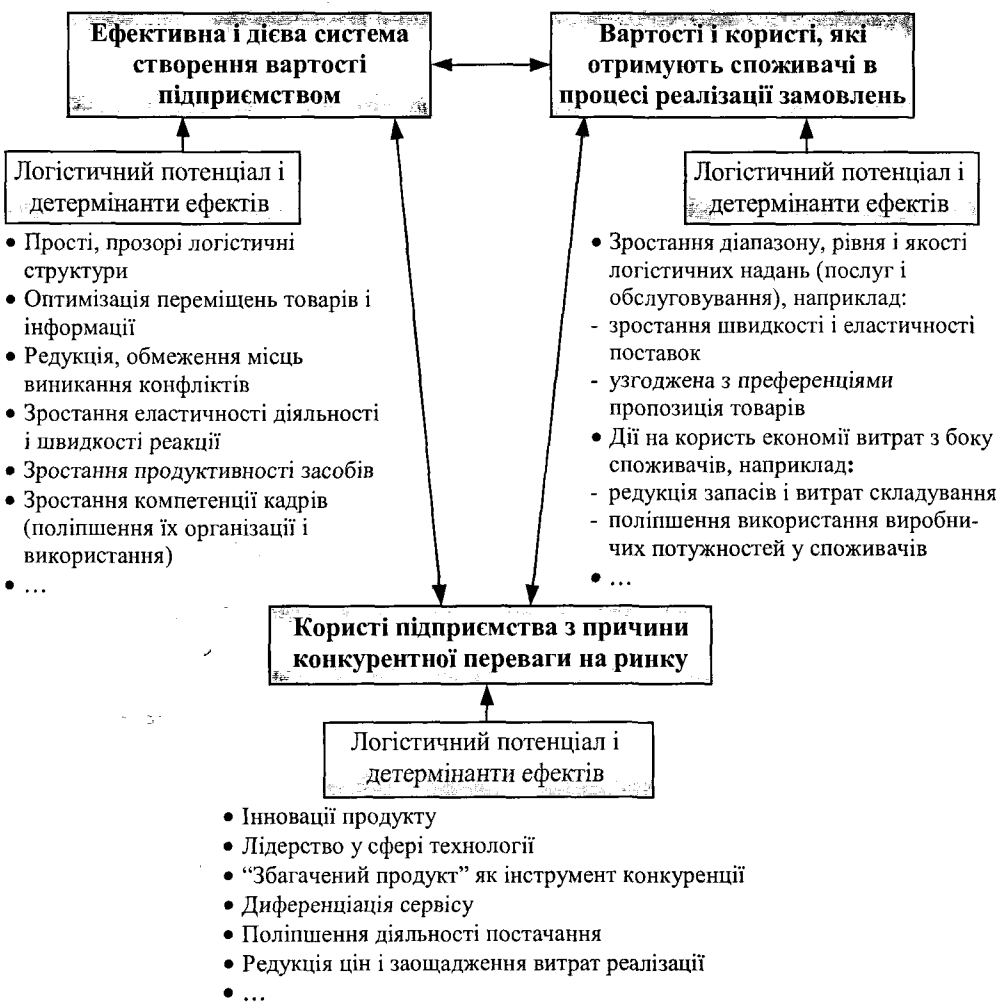 Ефективна і дієва система
створення вартості
підприємством
Вартості і користі, які
отримують споживачі в
процесі реалізації замовлень
Логістичний потенціал і
детермінанти ефектів
• Прості, прозорі логістичні
структури
• Оптимізація переміщень товарів і
інформації
• Редукція, обмеження місць
виникання конфліктів
• Зростання еластичності діяльності
і швидкості реакції
• Зростання продуктивності засобів
• Зростання компетенції кадрів
(поліпшення їх організації і
використання)
• ...
Логістичний потенціал і
детермінанти ефектів
• Зростання діапазону, рівня і якості
логістичних надань (послуг і
обслуговування), наприклад:
- зростання швидкості і еластичності
поставок
- узгоджена з преференціями
пропозиція товарів
• Дії на користь економії витрат з боку
споживачів, наприклад:
- редукція запасів і витрат складування
- поліпшення використання виробни-
чих потужностей у споживачів
• ...
Користі підприємства з причини
конкурентної переваги на ринку
Логістичний потенціал і
детермінанти ефектів
• Інновації продукту
• Лідерство у сфері технології
• “Збагачений продукт” як інструмент конкуренції
• Диференціація сервісу
• Поліпшення діяльності постачання
• Редукція цін і заощадження витрат реалізації
• ...